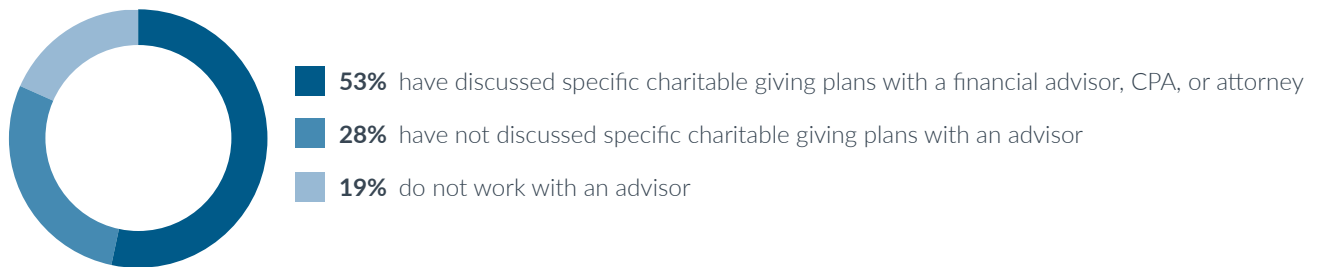 53% have discussed specific charitable giving plans with a financial advisor, CPA, or attorney
28% have not discussed specific charitable giving plans with an advisor
19% do not work with an advisor